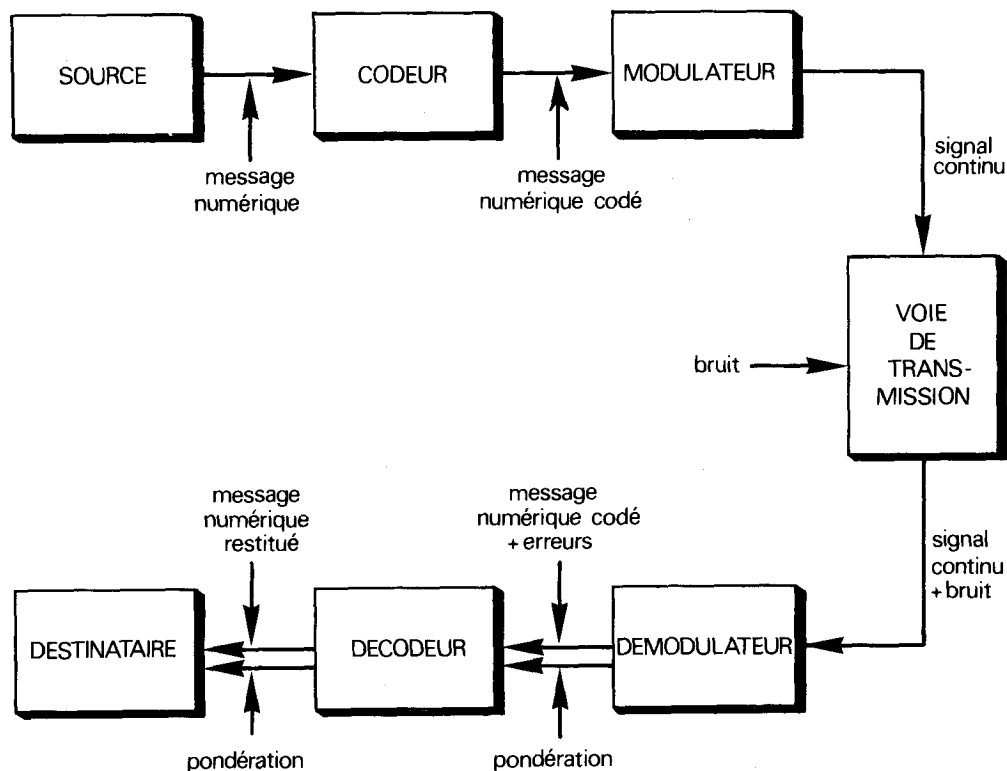 SOURCE
CODEUR
MODULATEUR
message
numérique
message
numérique codé
signal
continu
VOIE
DE
TRANS-
MISSION
bruit
message
numérique
restitué
message
numérique codé
+ erreurs
signal
continu
+ bruit
DESTINATAIRE
DECODEUR
DEMODULATEUR
pondération
pondération